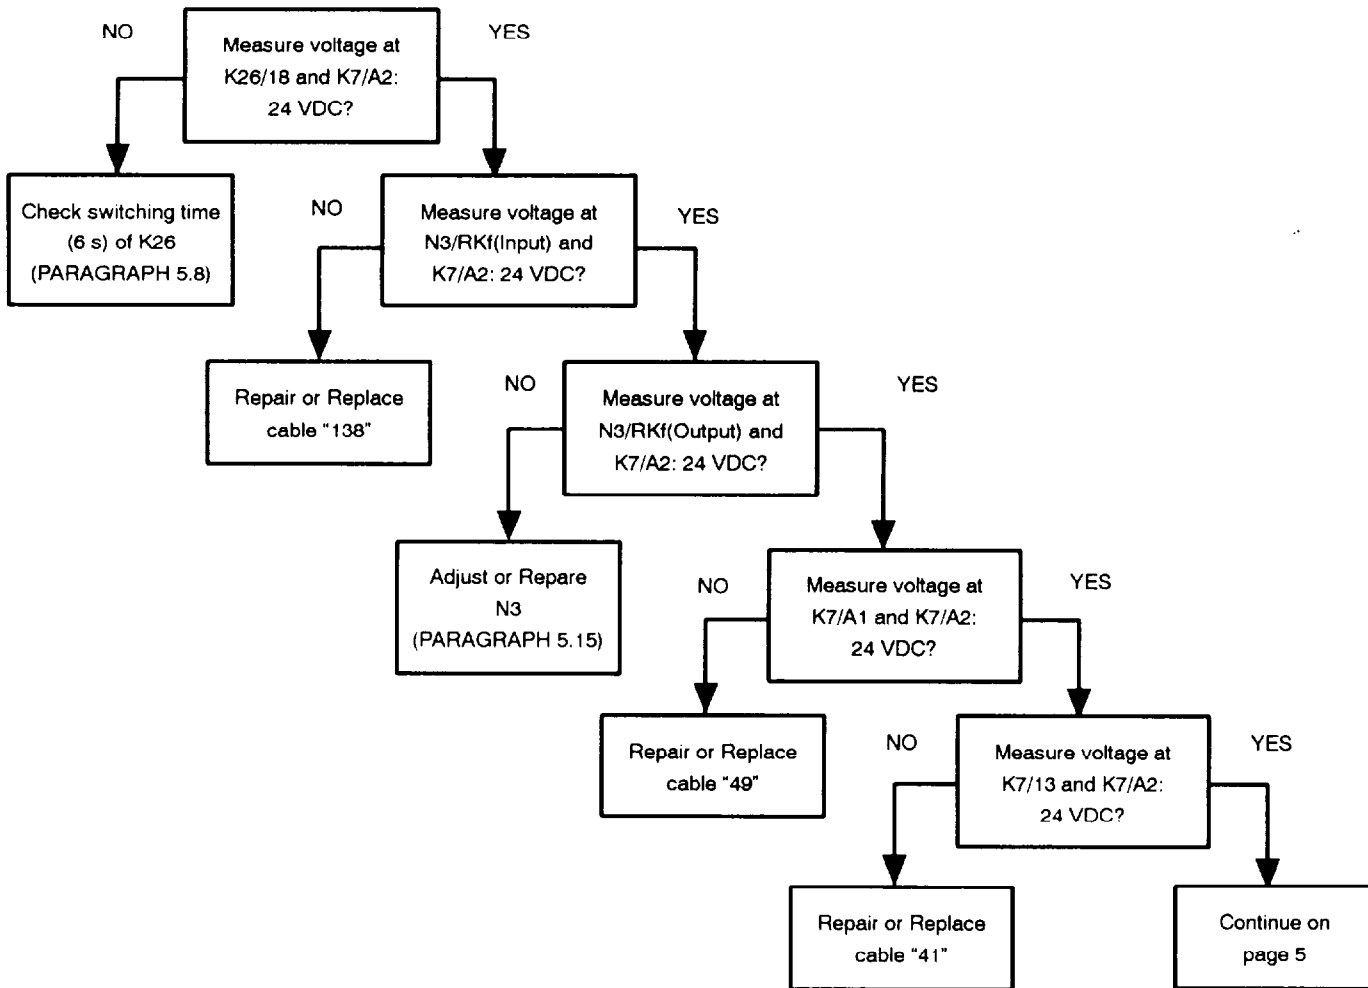 NO
YES
Measure voltage at
K26/18 and K7/A2:
24 VDC?
Check switching time
(6 s) of K26
(PARAGRAPH 5.8)
NO
YES
Measure voltage at
N3/RKf(Input) and
K7/A2: 24 VDC?
Repair or Replace
cable "138"
NO
YES
Measure voltage at
N3/RKf(Output) and
K7/A2: 24 VDC?
Adjust or Repare
N3
(PARAGRAPH 5.15)
NO
YES
Measure voltage at
K7/A1 and K7/A2:
24 VDC?
Repair or Replace
cable "49"
NO
YES
Measure voltage at
K7/13 and K7/A2:
24 VDC?
Repair or Replace
cable "41"
Continue on
page 5